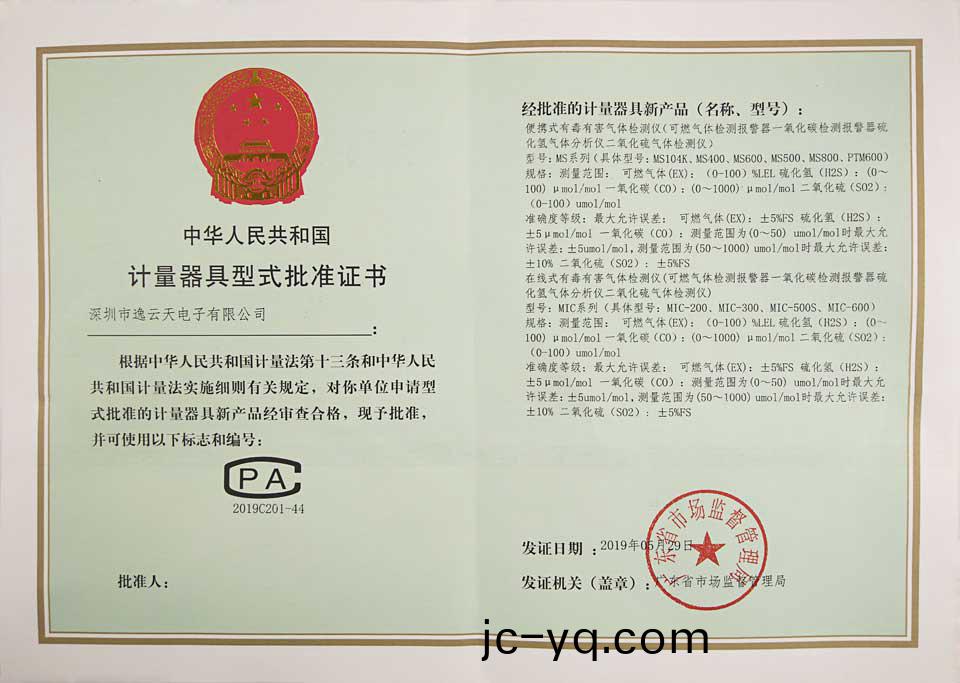 中华人民共和国
计量器具型式批准证书
深圳市逸云天电子有限公司
:
根据中华人民共和国计量法第十三条和中华人民
共和国计量法实施细则有关规定，对你单位申请型
式批准的计量器具新产品经审查合格，现予批准，
并可使用以下标志和编号：
CPA
2019C201-44
批准人：
经批准的计量器具新产品（名称、型号）：
便携式有毒有害气体检测仪(可燃气体检测报警器一氧化碳检测报警器硫
化氢气体分析仪二氧化硫气体检测仪)
型号：MS系列（具体型号：MS104K、MS400、MS600、MS500、MS800、PTM600）
规格：测量范围： 可燃气体(EX)：（0-100）%LEL 硫化氢（H2S）：(0～
100) μmol/mol 一氧化碳（CO）：(0～1000) μmol/mol 二氧化硫（SO2）：
（0-100）umol/mol
准确度等级：最大允许误差： 可燃气体(EX)：±5%FS 硫化氢（H2S）：
±5μmol/mol 一氧化碳（CO）：测量范围为(0～50) umol/mol时最大允
许误差：±5umol/mol,测量范围为(50～1000) umol/mol时最大允许误差：
±10% 二氧化硫（SO2）：±5%FS
在线式有毒有害气体检测仪(可燃气体检测报警器一氧化碳检测报警器硫
化氢气体分析仪二氧化硫气体检测仪)
型号：MIC系列（具体型号：MIC-200、MIC-300、MIC-500S、MIC-600）
规格：测量范围： 可燃气体(EX)：（0-100）%LEL 硫化氢（H2S）：(0～
100) μmol/mol 一氧化碳（CO）：(0～1000) μmol/mol 二氧化硫（SO2）：
（0-100）umol/mol
准确度等级：最大允许误差： 可燃气体(EX)：±5%FS 硫化氢（H2S）：
±5μmol/mol 一氧化碳（CO）：测量范围为(0～50) umol/mol时最大允
许误差：±5umol/mol,测量范围为(50～1000) umol/mol时最大允许误差：
±10% 二氧化硫（SO2）：±5%FS
发证日期：2019年05月29日
发证机关（盖章）：广东省市场监督管理局
广东省市场监督管理局
jc-yq.com